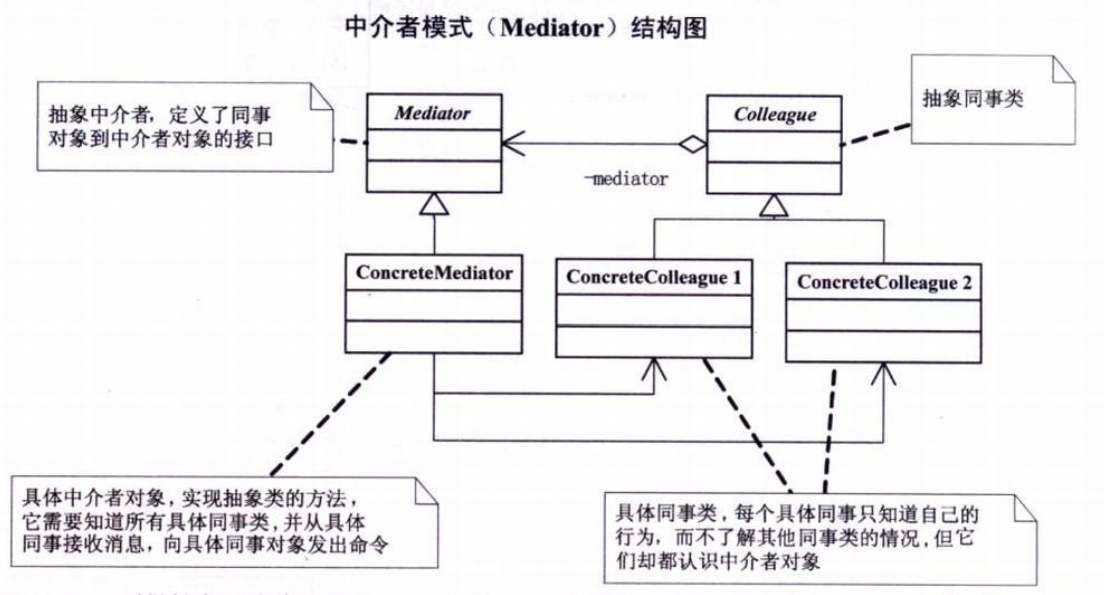 中介者模式（Mediator）结构图
抽象中介者，定义了同事
对象到中介者对象的接口
Mediator
Colleague
抽象同事类
-mediator
ConcreteMediator
ConcreteColleague 1
ConcreteColleague 2
具体中介者对象，实现抽象类的方法，
它需要知道所有具体同事类，并从具体
同事接收消息，向具体同事对象发出命令
具体同事类，每个具体同事只知道自己的
行为，而不了解其他同事类的情况，但它
们却都认识中介者对象